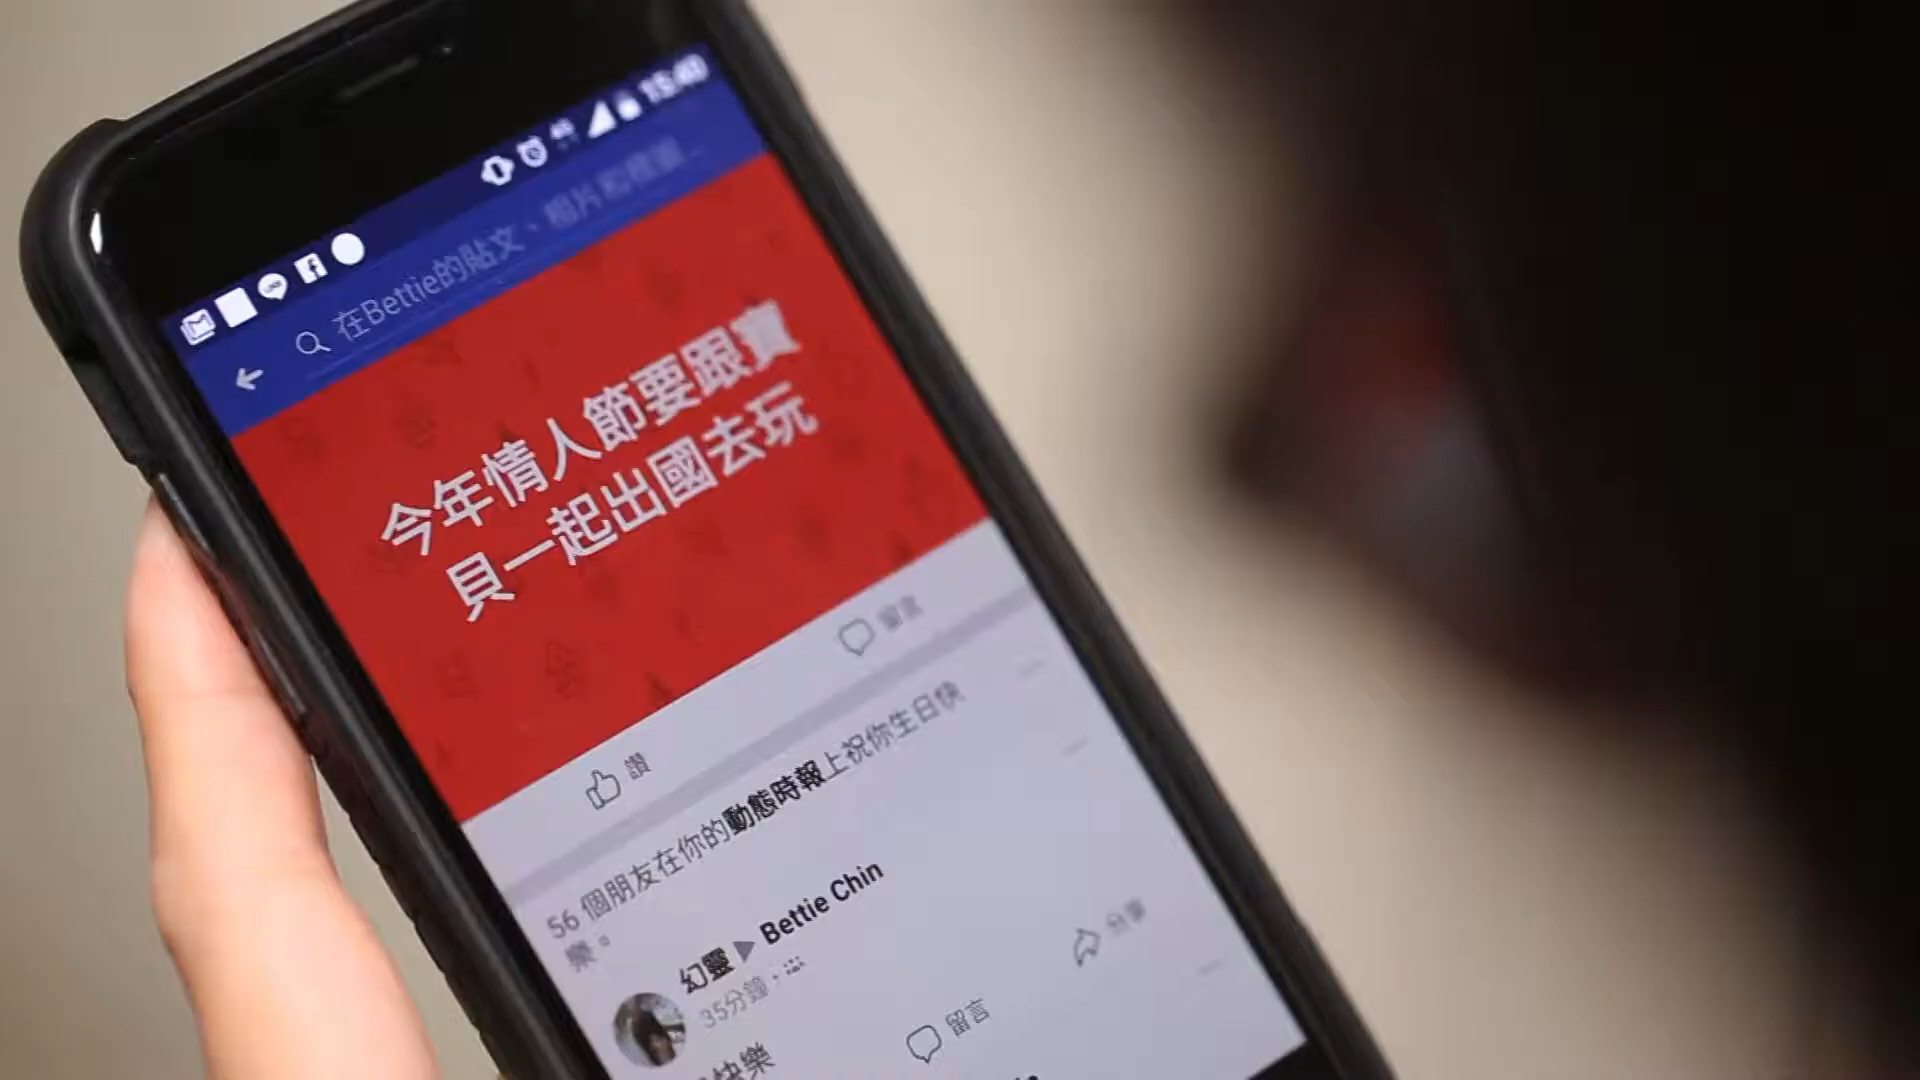 15:40
在Bettie的貼文、相片和標籤...
今年情人節要跟寶
貝一起出國去玩
讚
留言
56 個朋友在你的動態時報上祝你生日快
樂。
幻靈 ▶ Bettie Chin
35分鐘
分享
快樂
留言